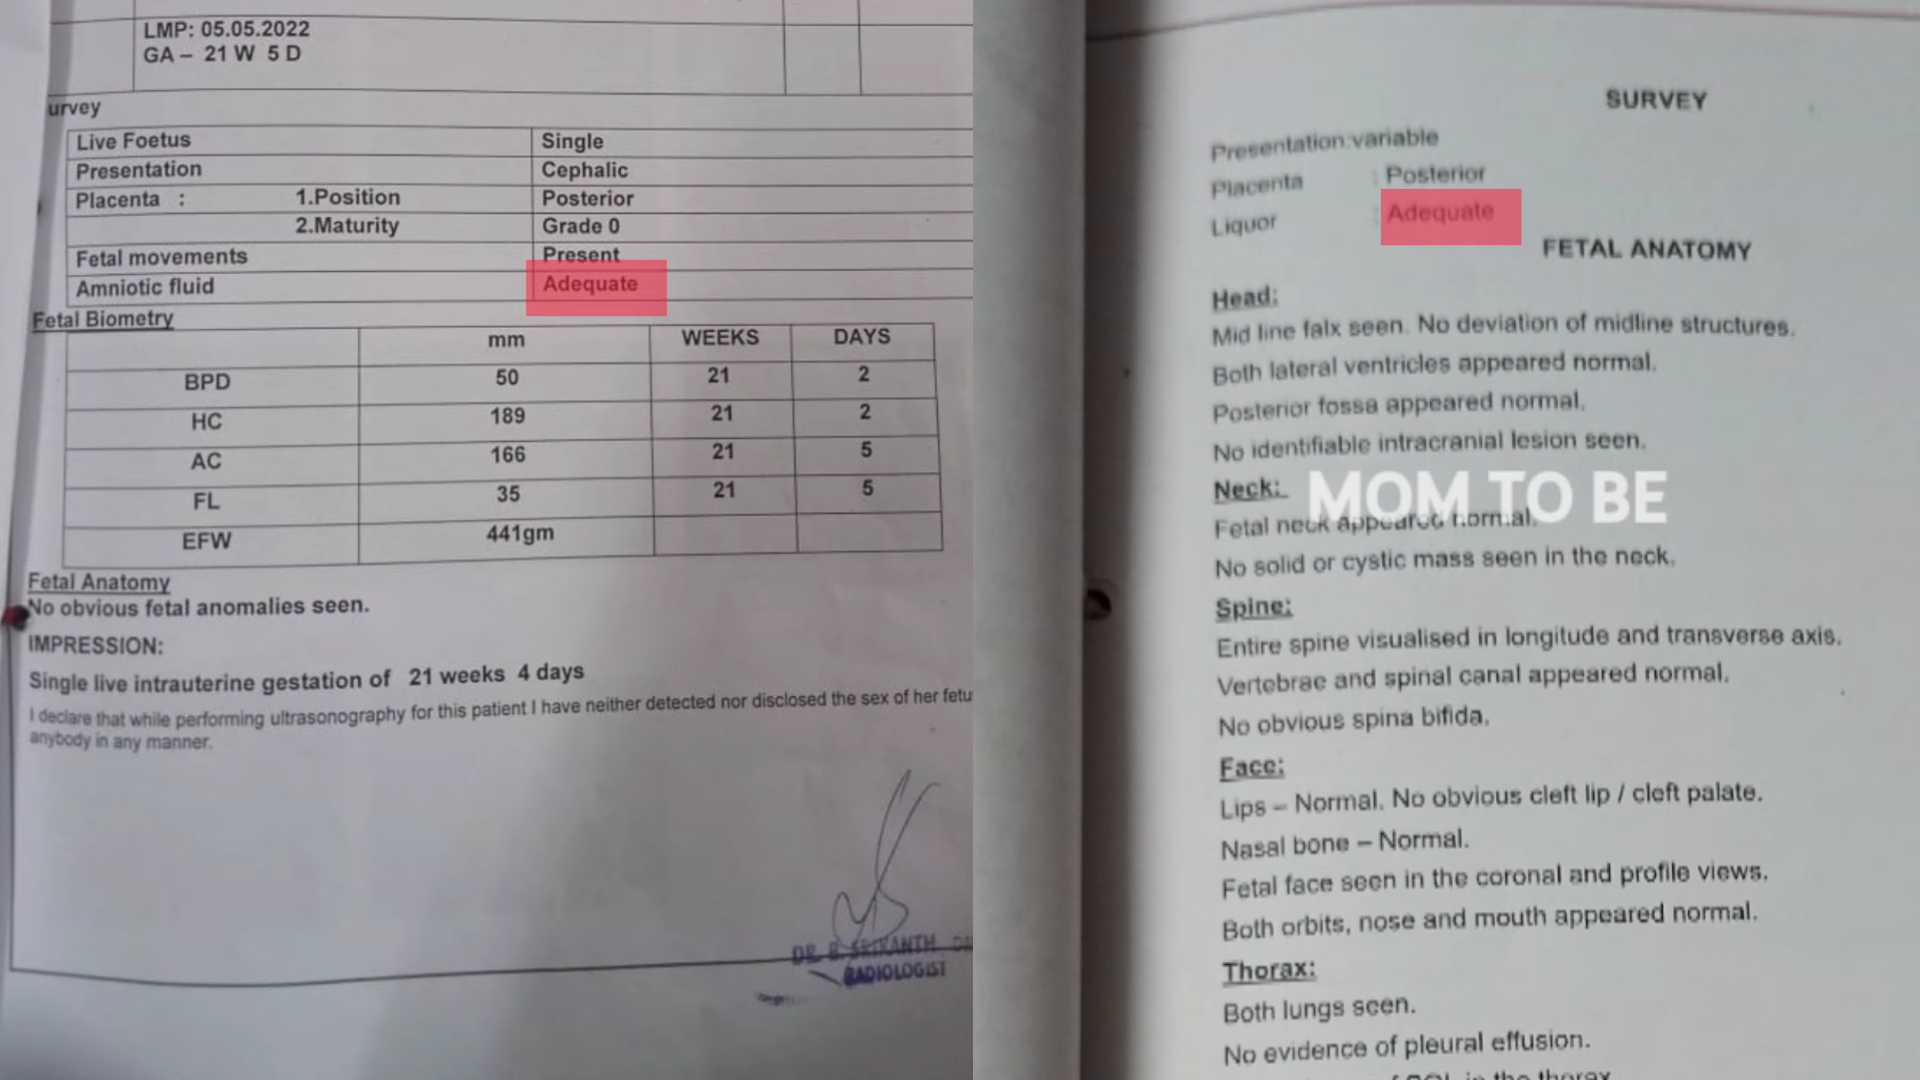 LMP: 05.05.2022
GA – 21 W 5 D
urvey
Live Foetus Single
Presentation Cephalic
Placenta : 1.Position Posterior
2.Maturity Grade 0
Fetal movements Present
Amniotic fluid Adequate
Fetal Biometry
mm WEEKS DAYS
BPD 50 21 2
HC 189 21 2
AC 166 21 5
FL 35 21 5
EFW 441gm
Fetal Anatomy
No obvious fetal anomalies seen.
IMPRESSION:
Single live intrauterine gestation of 21 weeks 4 days
I declare that while performing ultrasonography for this patient I have neither detected nor disclosed the sex of her fetu
anybody in any manner.
DR. B. SRIKANTH
RADIOLOGIST
SURVEY
Presentation:variable
Placenta : Posterior
Liquor : Adequate
FETAL ANATOMY
Head:
Mid line falx seen. No deviation of midline structures.
Both lateral ventricles appeared normal.
Posterior fossa appeared normal.
No identifiable intracranial lesion seen.
Neck:
MOM TO BE
Fetal neck appeared normal.
No solid or cystic mass seen in the neck.
Spine:
Entire spine visualised in longitude and transverse axis.
Vertebrae and spinal canal appeared normal.
No obvious spina bifida.
Face:
Lips – Normal. No obvious cleft lip / cleft palate.
Nasal bone – Normal.
Fetal face seen in the coronal and profile views.
Both orbits, nose and mouth appeared normal.
Thorax:
Both lungs seen.
No evidence of pleural effusion.
in the thorax